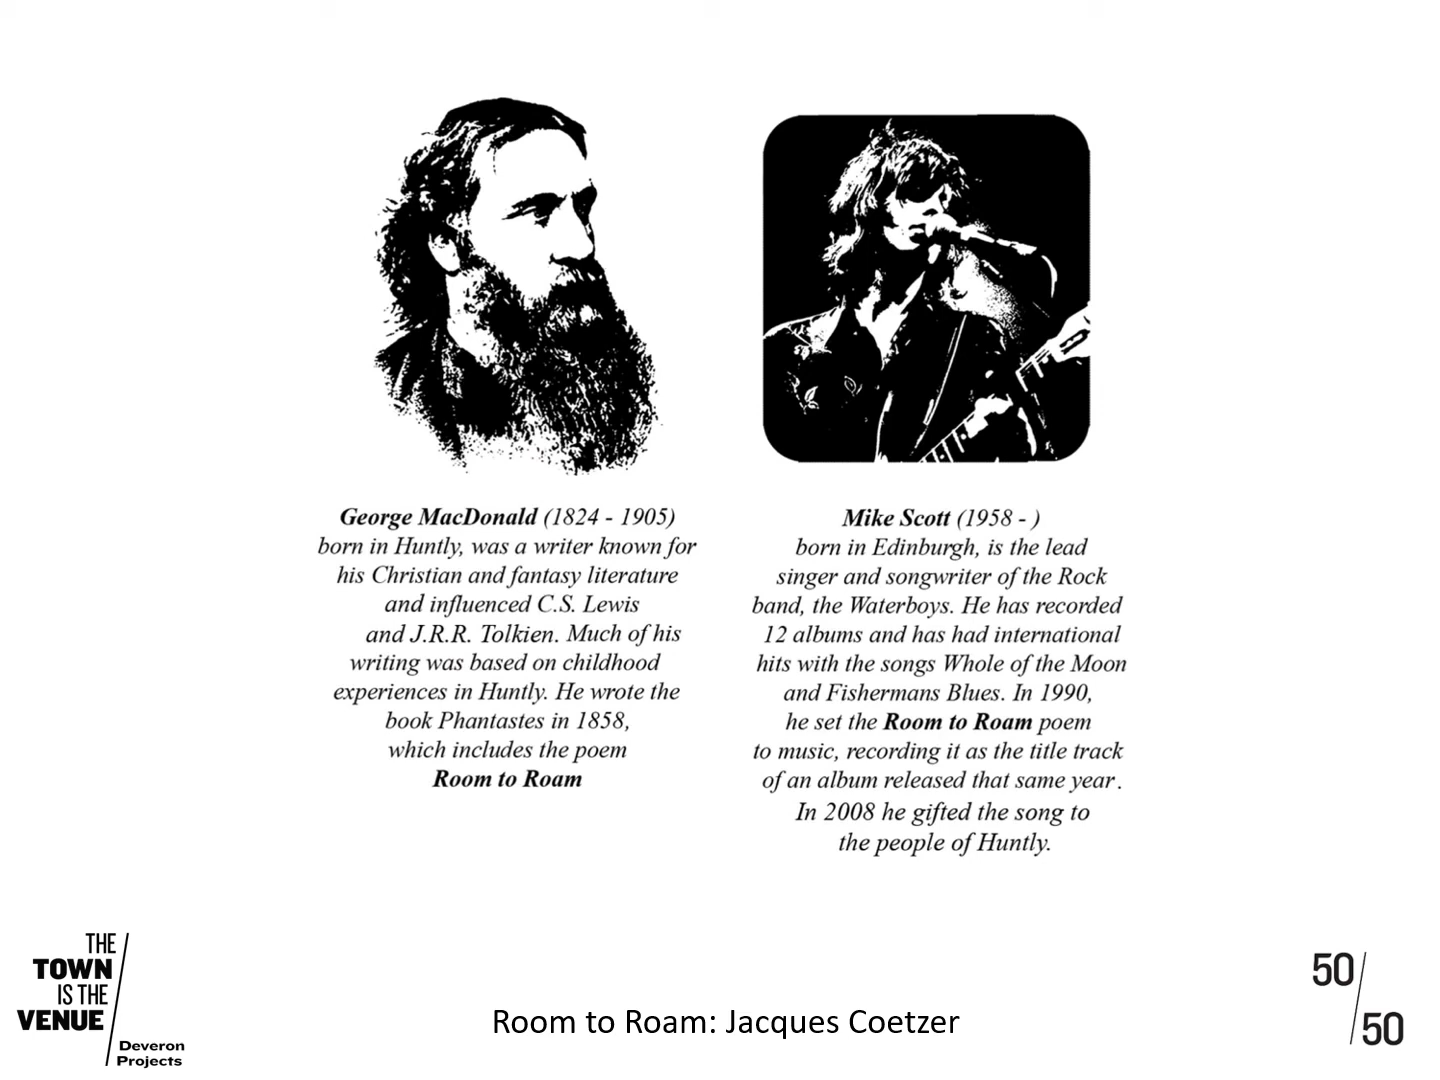 George MacDonald (1824 - 1905)
born in Huntly, was a writer known for
his Christian and fantasy literature
and influenced C.S. Lewis
and J.R.R. Tolkien. Much of his
writing was based on childhood
experiences in Huntly. He wrote the
book Phantastes in 1858,
which includes the poem
Room to Roam
Mike Scott (1958 - )
born in Edinburgh, is the lead
singer and songwriter of the Rock
band, the Waterboys. He has recorded
12 albums and has had international
hits with the songs Whole of the Moon
and Fishermans Blues. In 1990,
he set the Room to Roam poem
to music, recording it as the title track
of an album released that same year.
In 2008 he gifted the song to
the people of Huntly.
THE
TOWN
IS THE
VENUE
Deveron
Projects
Room to Roam: Jacques Coetzer
50
50